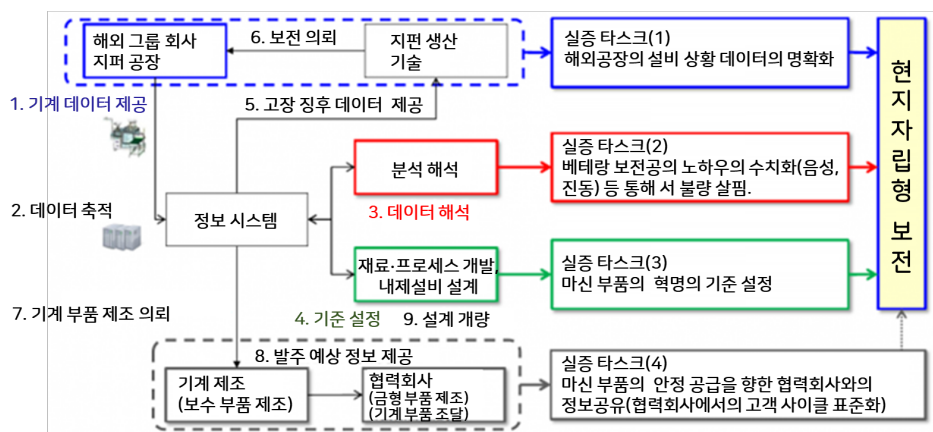 해외 그룹 회사
지퍼 공장
6. 보전 의뢰
지펀 생산
기술
실증 타스크(1)
해외공장의 설비 상황 데이터의 명확화
1. 기계 데이터 제공
5. 고장 징후 데이터 제공
분석 해석
실증 타스크(2)
베테랑 보전공의 노하우의 수치화(음성,
진동) 등 통해 서 불량 살핌.
3. 데이터 해석
2. 데이터 축적
정보 시스템
재료·프로세스 개발,
내제설비 설계
실증 타스크(3)
마신 부품의 혁명의 기준 설정
4. 기준 설정
9. 설계 개량
7. 기계 부품 제조 의뢰
8. 발주 예상 정보 제공
기계 제조
(보수 부품 제조)
협력회사
(금형 부품 제조)
(기계 부품 조달)
실증 타스크(4)
마신 부품의 안정 공급을 향한 협력회사와의
정보공유(협력회사에서의 고객 사이클 표준화)
현지자립형 보전